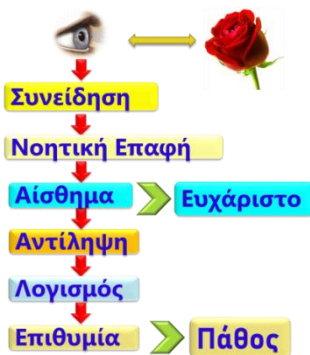 Συνείδηση
Νοητική Επαφή
Αίσθημα
Ευχάριστο
Αντίληψη
Λογισμός
Επιθυμία
Πάθος